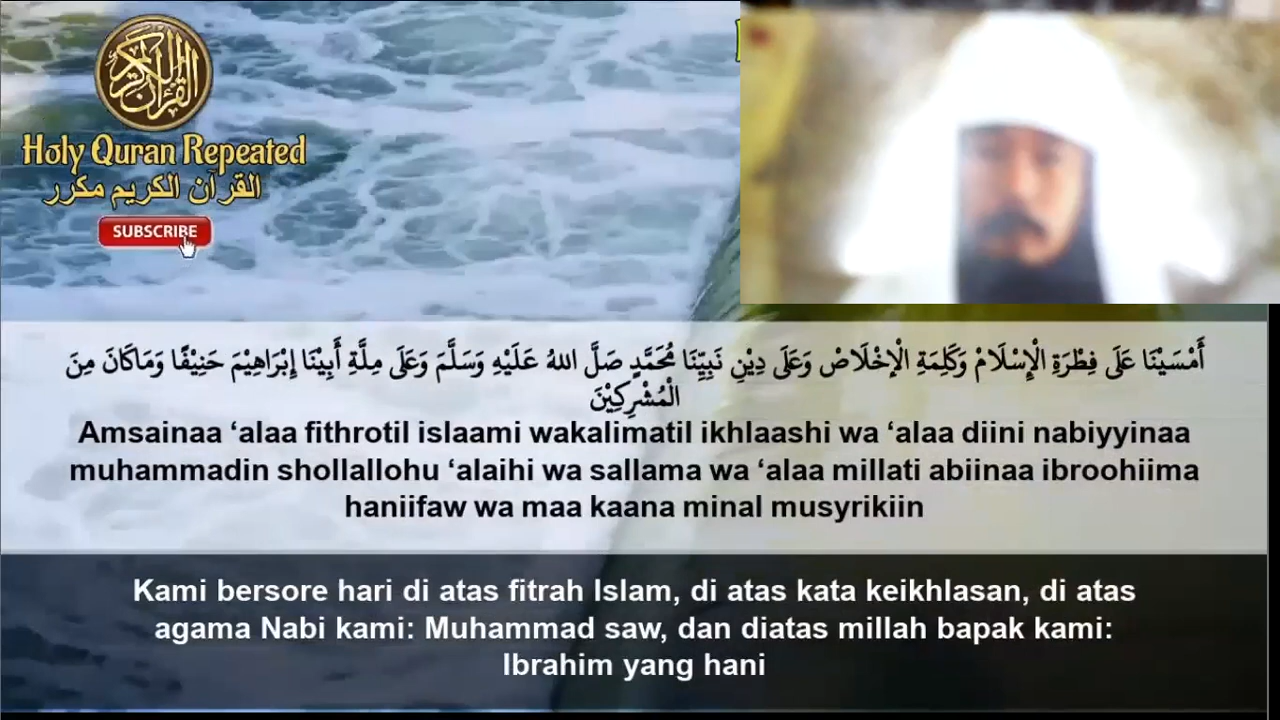 Holy Quran Repeated
القرآن الكريم مكرر
SUBSCRIBE
أَمْسَيْنَا عَلَى فِطْرَةِ الْإِسْلَامْ وَكَلِمَةِ الْإِخْلَاصْ وَعَلَى دِيْنِ نَبِيِّنَا مُحَمَّدٍ صَلَّ اللهُ عَلَيْهِ وَسَلَّمَ وَعَلَى مِلَّةِ أَبِيْنَا إِبْرَاهِيْمَ حَنِيْفًا وَمَاكَانَ مِنَ
الْمُشْرِكِيْنَ
Amsainaa ‘alaa fithrotil islaami wakalimatil ikhlaashi wa ‘alaa diini nabiyyinaa
muhammadin shollallohu ‘alaihi wa sallama wa ‘alaa millati abiinaa ibroohiima
haniifaw wa maa kaana minal musyrikiin
Kami bersore hari di atas fitrah Islam, di atas kata keikhlasan, di atas
agama Nabi kami: Muhammad saw, dan diatas millah bapak kami:
Ibrahim yang hani